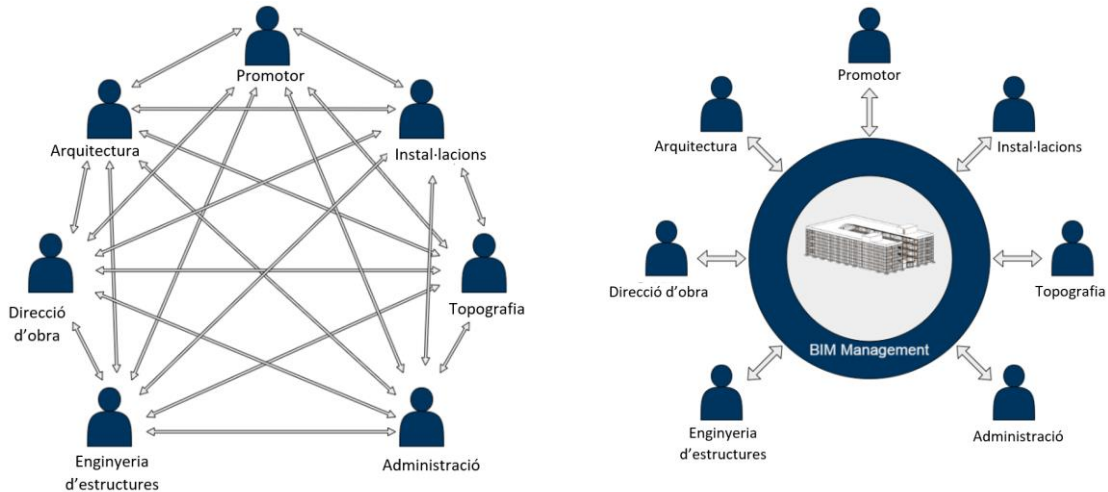 Promotor
Arquitectura
Instal·lacions
Direcció
d'obra
Topografia
Enginyeria
d'estructures
Administració
Promotor
Arquitectura
Instal·lacions
Direcció d'obra
Topografia
BIM Management
Enginyeria
d'estructures
Administració